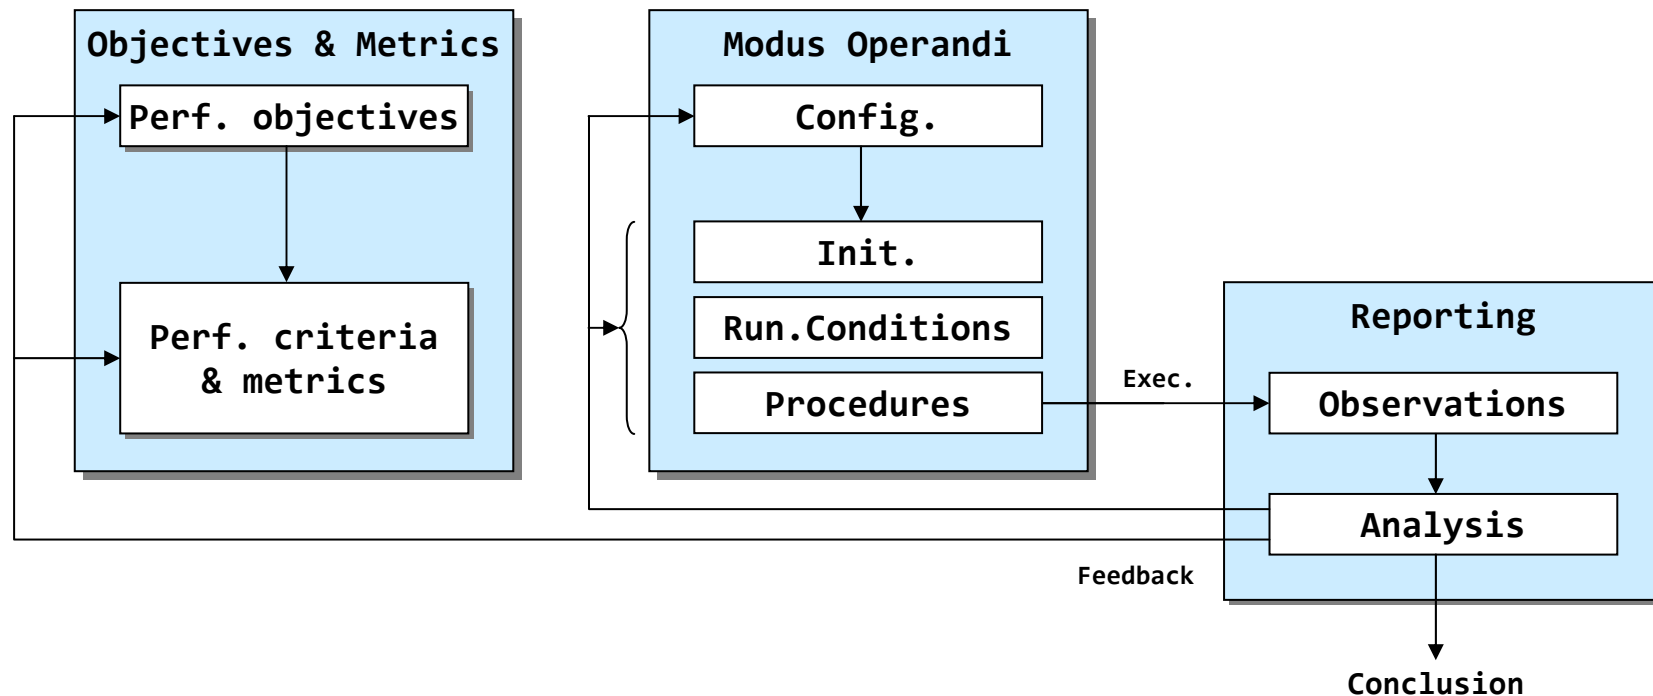 Objectives & Metrics
Perf. objectives
Perf. criteria
& metrics
Modus Operandi
Config.
Init.
Run.Conditions
Procedures
Exec.
Reporting
Observations
Analysis
Feedback
Conclusion